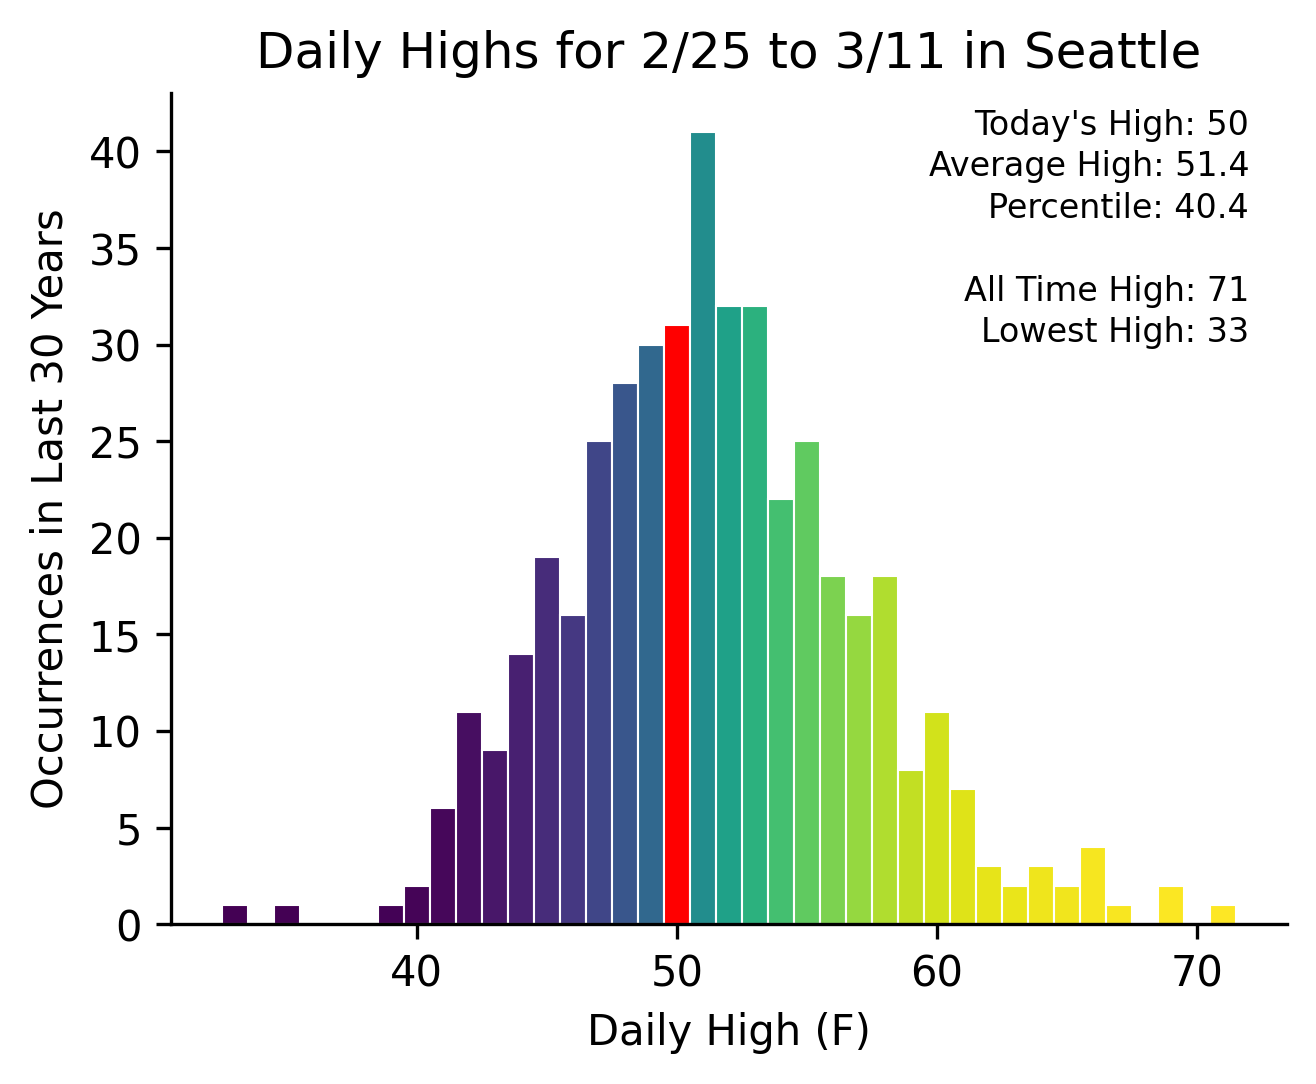 Daily Highs for 2/25 to 3/11 in Seattle
Today's High: 50
Average High: 51.4
Percentile: 40.4
All Time High: 71
Lowest High: 33
Occurrences in Last 30 Years
40
35
30
25
20
15
10
5
0
40 50 60 70
Daily High (F)